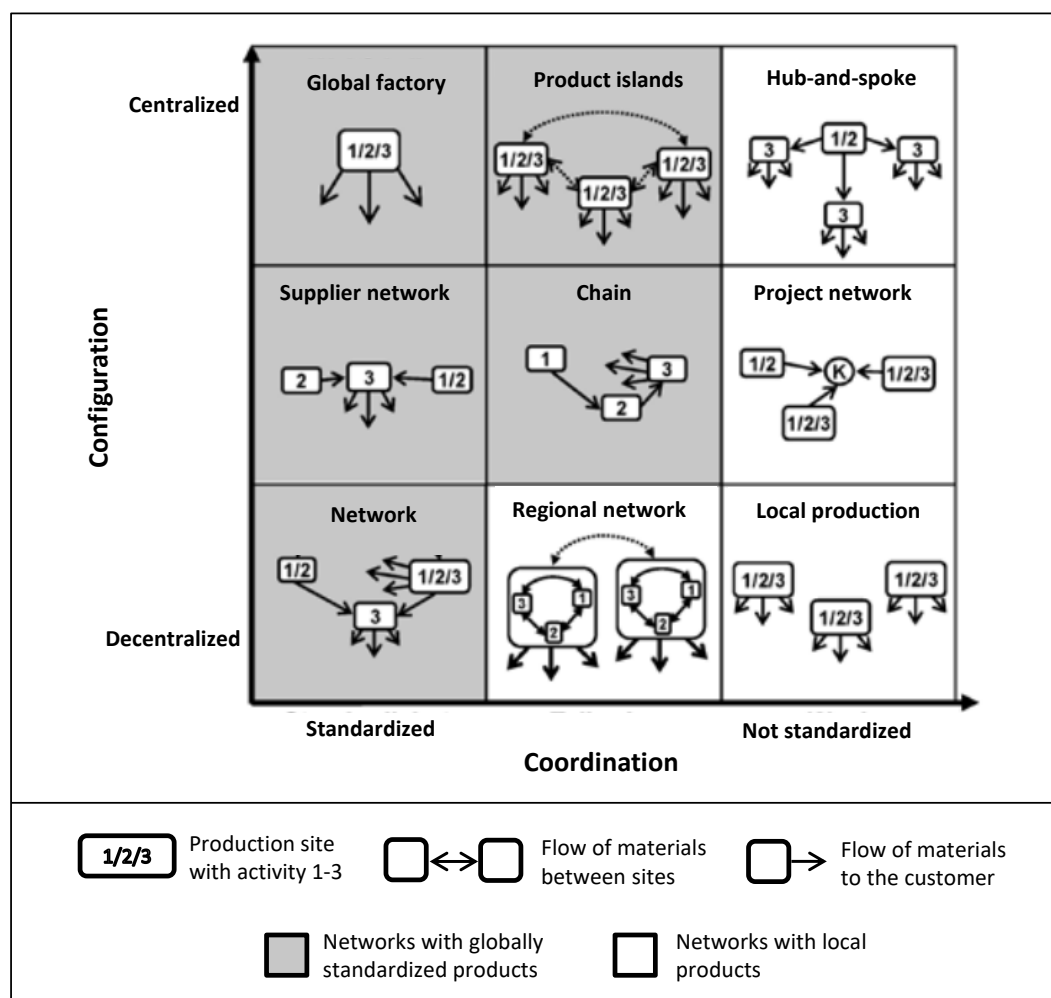 Centralized
Global factory
1/2/3
Product islands
1/2/3
1/2/3
1/2/3
Hub-and-spoke
3
1/2
3
3
Configuration
Supplier network
2
3
1/2
Chain
1
3
2
Project network
1/2
K
1/2/3
1/2/3
Decentralized
Network
1/2
1/2/3
3
Regional network
3
1
2
3
1
2
Local production
1/2/3
1/2/3
1/2/3
Standardized
Not standardized
Coordination
1/2/3
Production site
with activity 1-3
Flow of materials
between sites
Flow of materials
to the customer
Networks with globally
standardized products
Networks with local
products